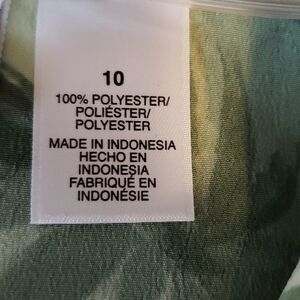 10
100% POLYESTER/
POLIÉSTER/
POLYESTER
MADE IN INDONESIA
HECHO EN
INDONESIA
FABRIQUÉ EN
INDONÉSIE